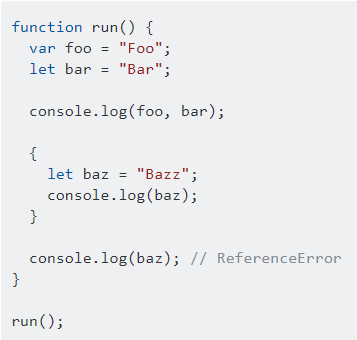 function run() {
  var foo = "Foo";
  let bar = "Bar";

  console.log(foo, bar);

  {
    let baz = "Bazz";
    console.log(baz);
  }

  console.log(baz); // ReferenceError
}

run();